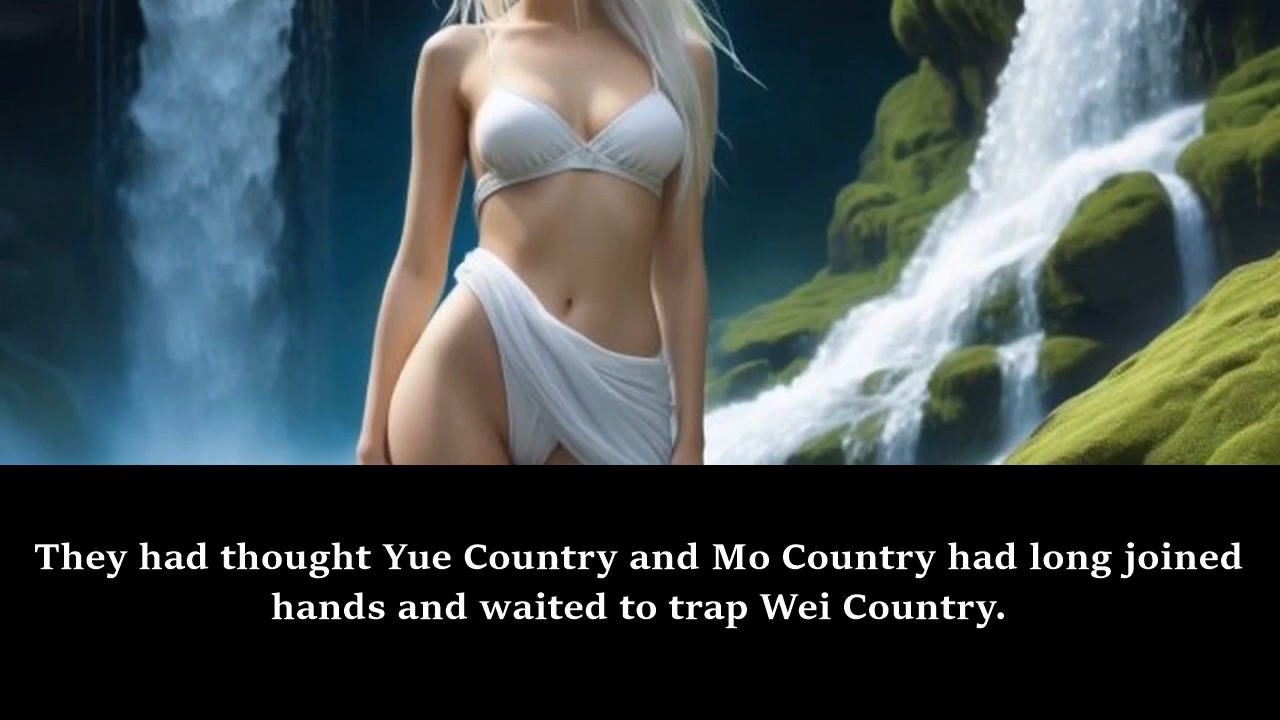 They had thought Yue Country and Mo Country had long joined
hands and waited to trap Wei Country.